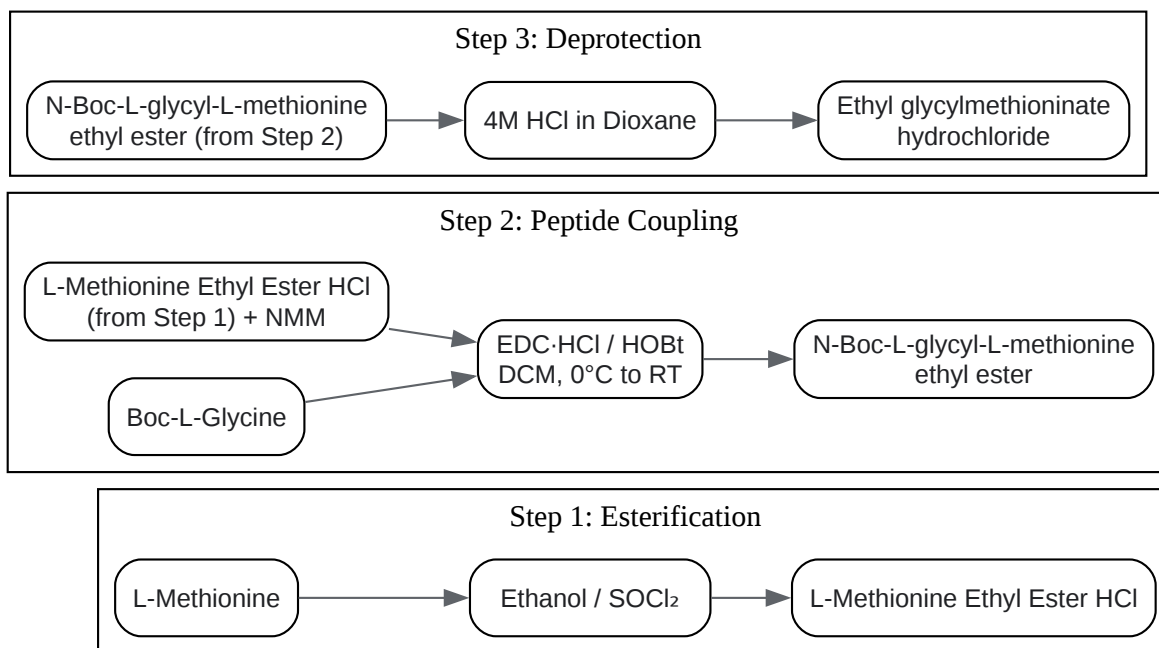 Step 3: Deprotection
N-Boc-L-glycyl-L-methionine
ethyl ester (from Step 2)
4M HCl in Dioxane
Ethyl glycylmethioninate
hydrochloride
Step 2: Peptide Coupling
L-Methionine Ethyl Ester HCl
(from Step 1) + NMM
Boc-L-Glycine
EDC·HCl / HOBt
DCM, 0°C to RT
N-Boc-L-glycyl-L-methionine
ethyl ester
Step 1: Esterification
L-Methionine
Ethanol / SOCl₂
L-Methionine Ethyl Ester HCl